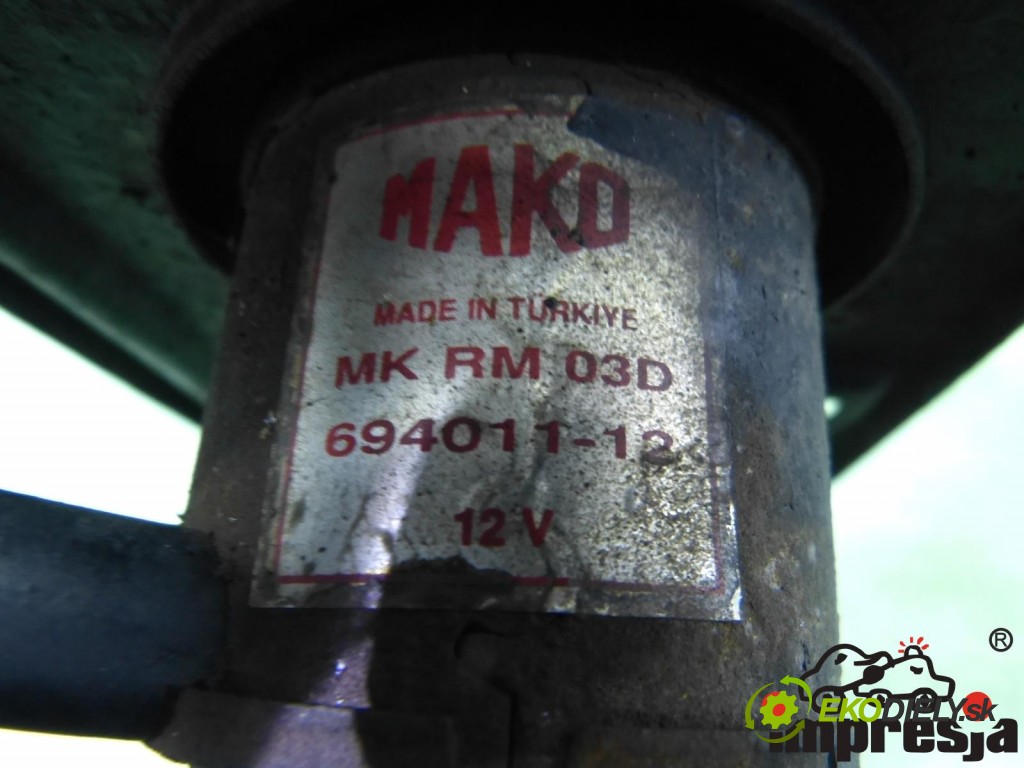 MAKO
MADE IN TÜRKIYE
MK RM 03D
694011-12
12 V
®
EKODIELY.sk
impresja